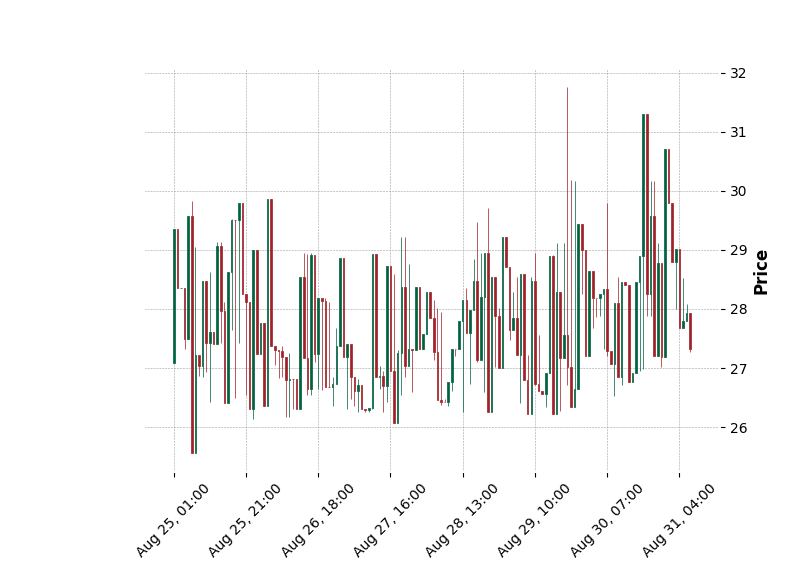 32
31
30
29
28
27
26
Price
Aug 25, 01:00
Aug 25, 21:00
Aug 26, 18:00
Aug 27, 16:00
Aug 28, 13:00
Aug 29, 10:00
Aug 30, 07:00
Aug 31, 04:00